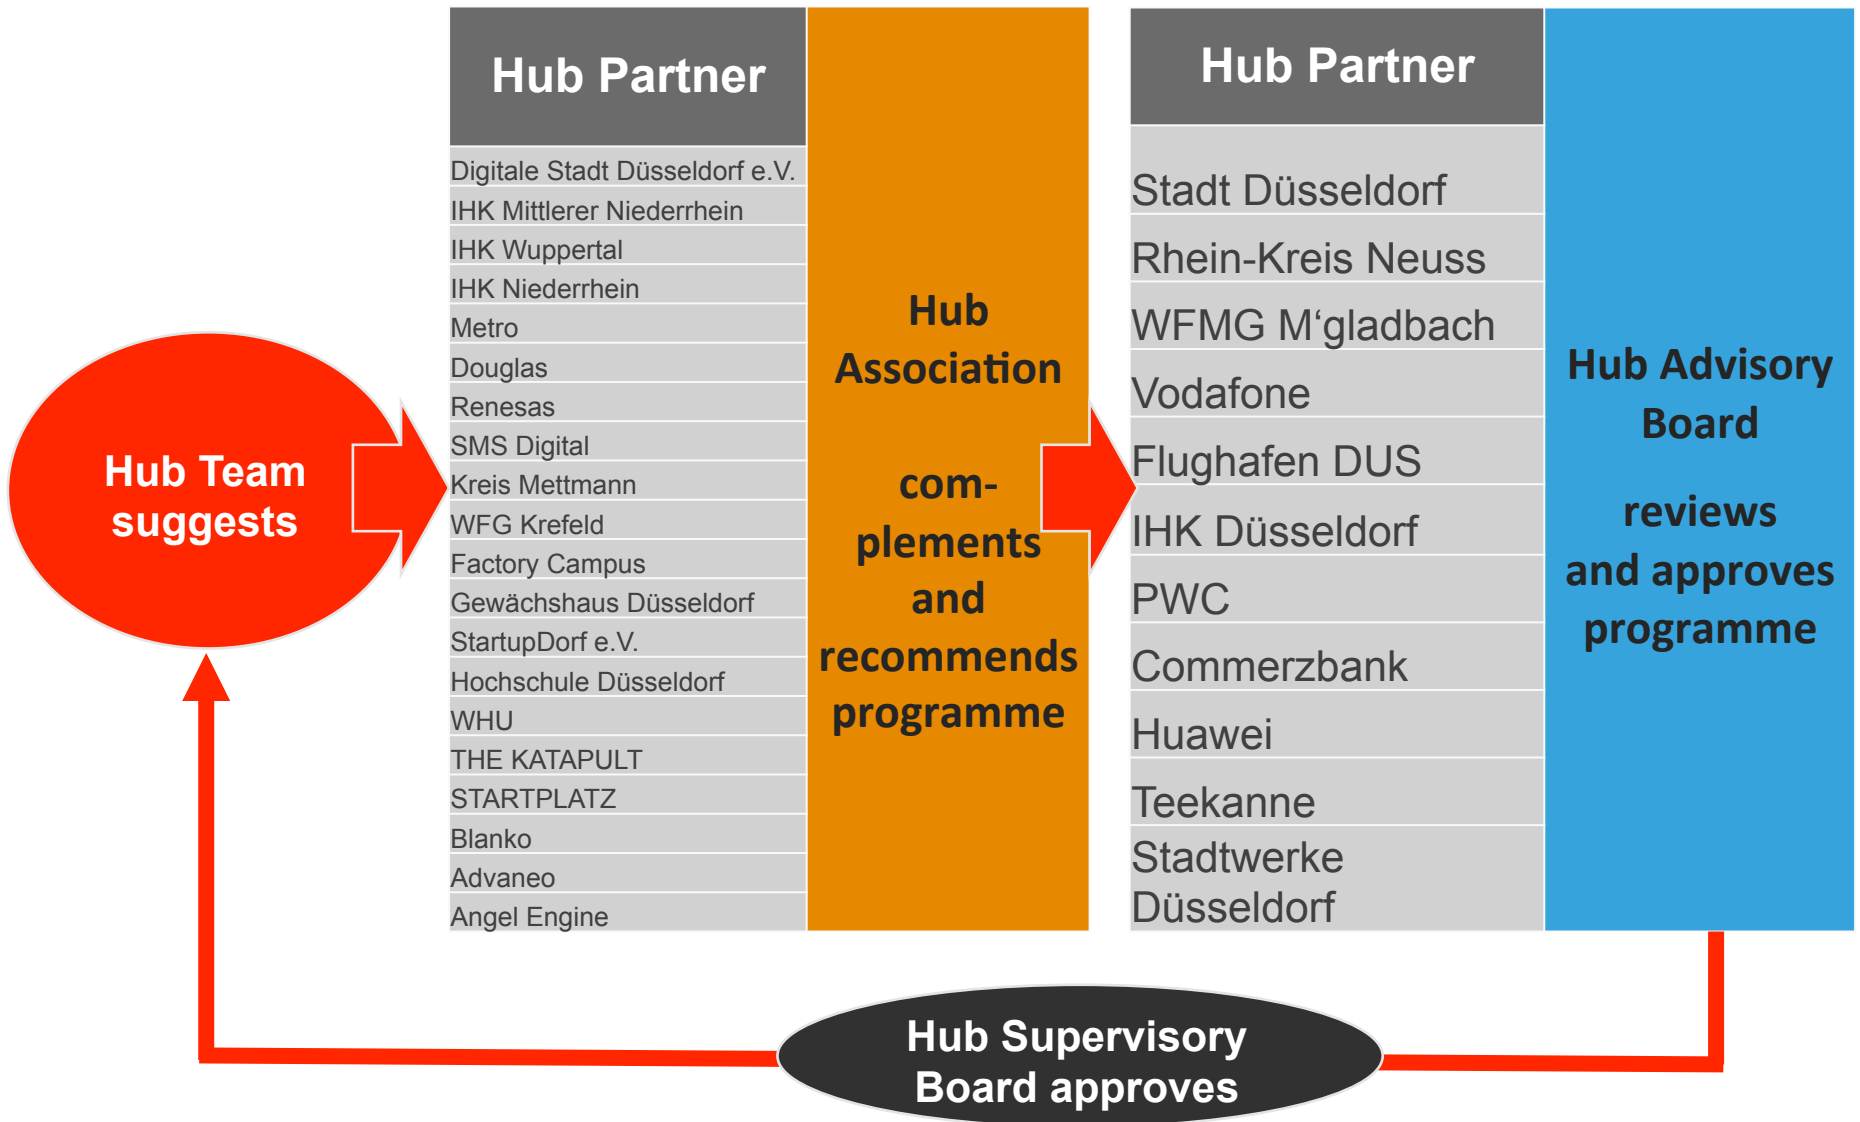 Hub Team
suggests
Hub Partner
Digitale Stadt Düsseldorf e.V.
IHK Mittlerer Niederrhein
IHK Wuppertal
IHK Niederrhein
Metro
Douglas
Renesas
SMS Digital
Kreis Mettmann
WFG Krefeld
Factory Campus
Gewächshaus Düsseldorf
StartupDorf e.V.
Hochschule Düsseldorf
WHU
THE KATAPULT
STARTPLATZ
Blanko
Advaneo
Angel Engine
Hub
Association
com-
plements
and
recommends
programme
Hub Partner
Stadt Düsseldorf
Rhein-Kreis Neuss
WFMG M‘gladbach
Vodafone
Flughafen DUS
IHK Düsseldorf
PWC
Commerzbank
Huawei
Teekanne
Stadtwerke
Düsseldorf
Hub Advisory
Board
reviews
and approves
programme
Hub Supervisory
Board approves